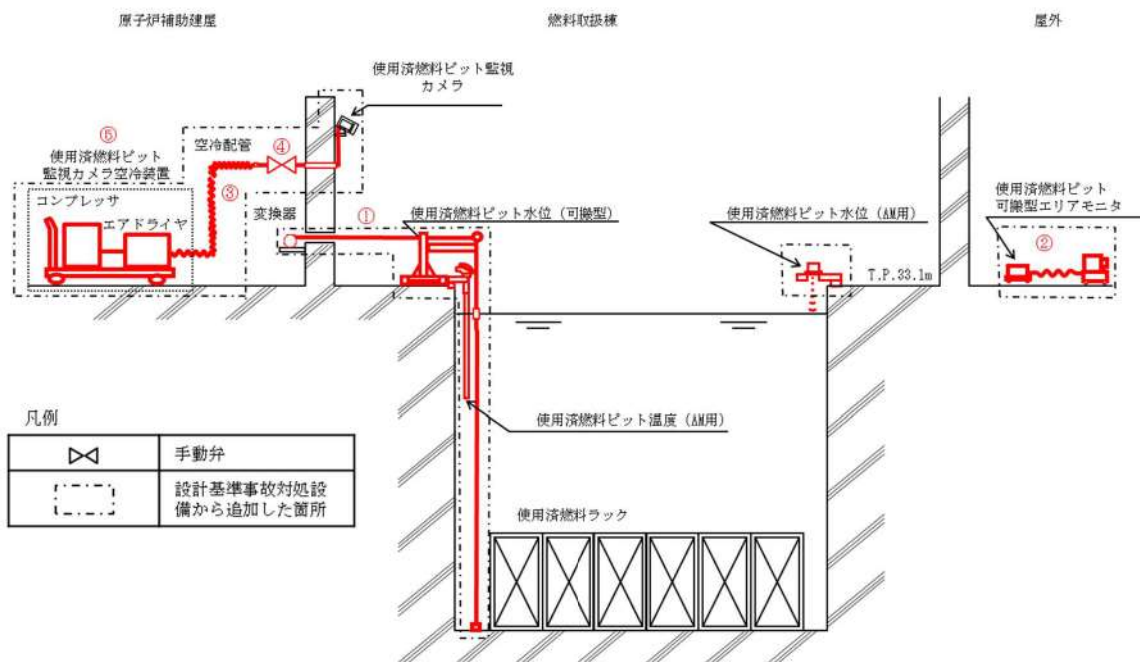 原子炉補助建屋
燃料取扱棟
屋外
使用済燃料ピット監視
カメラ
⑤
使用済燃料ピット
監視カメラ空冷装置
コンプレッサ
エアドライヤ
空冷配管
④
③
変換器
①
使用済燃料ピット水位(可搬型)
使用済燃料ピット水位(AM用)
T.P.33.1m
使用済燃料ピット
可搬型エリアモニタ
②
使用済燃料ピット温度(AM用)
使用済燃料ラック
凡例
手動弁
設計基準事故対処設
備から追加した箇所